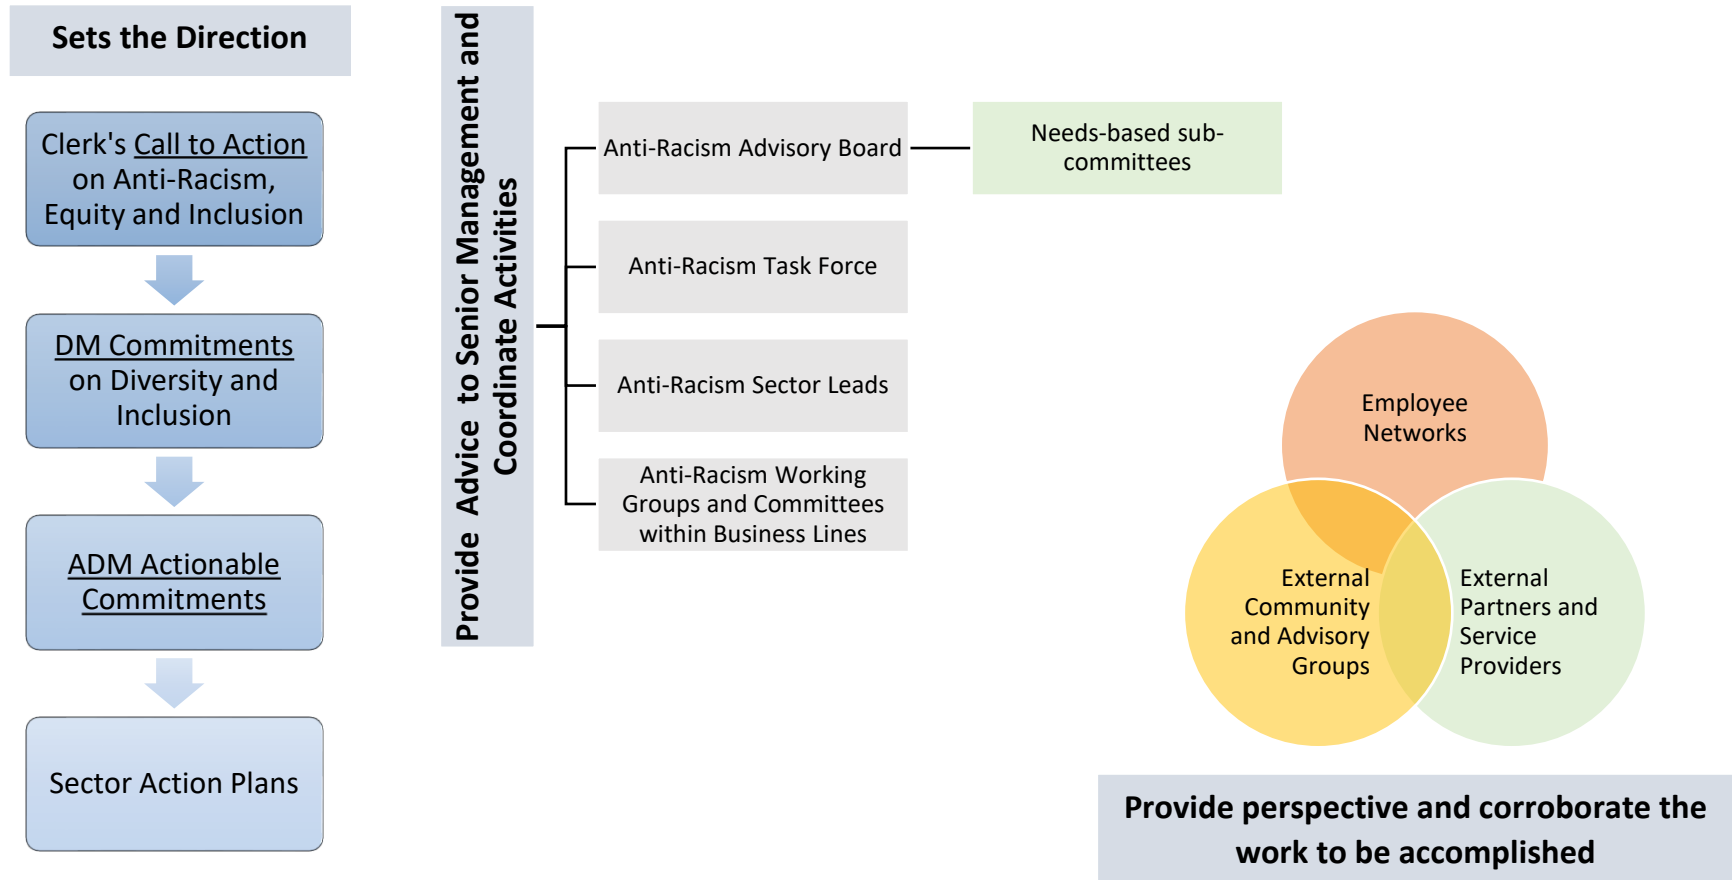 Sets the Direction
Clerk's Call to Action
on Anti-Racism,
Equity and Inclusion
DM Commitments
on Diversity and
Inclusion
ADM Actionable
Commitments
Sector Action Plans
Provide Advice to Senior Management and
Coordinate Activities
Anti-Racism Advisory Board
Needs-based sub-
committees
Anti-Racism Task Force
Anti-Racism Sector Leads
Anti-Racism Working
Groups and Committees
within Business Lines
Employee
Networks
External
Community
and Advisory
Groups
External
Partners and
Service
Providers
Provide perspective and corroborate the
work to be accomplished